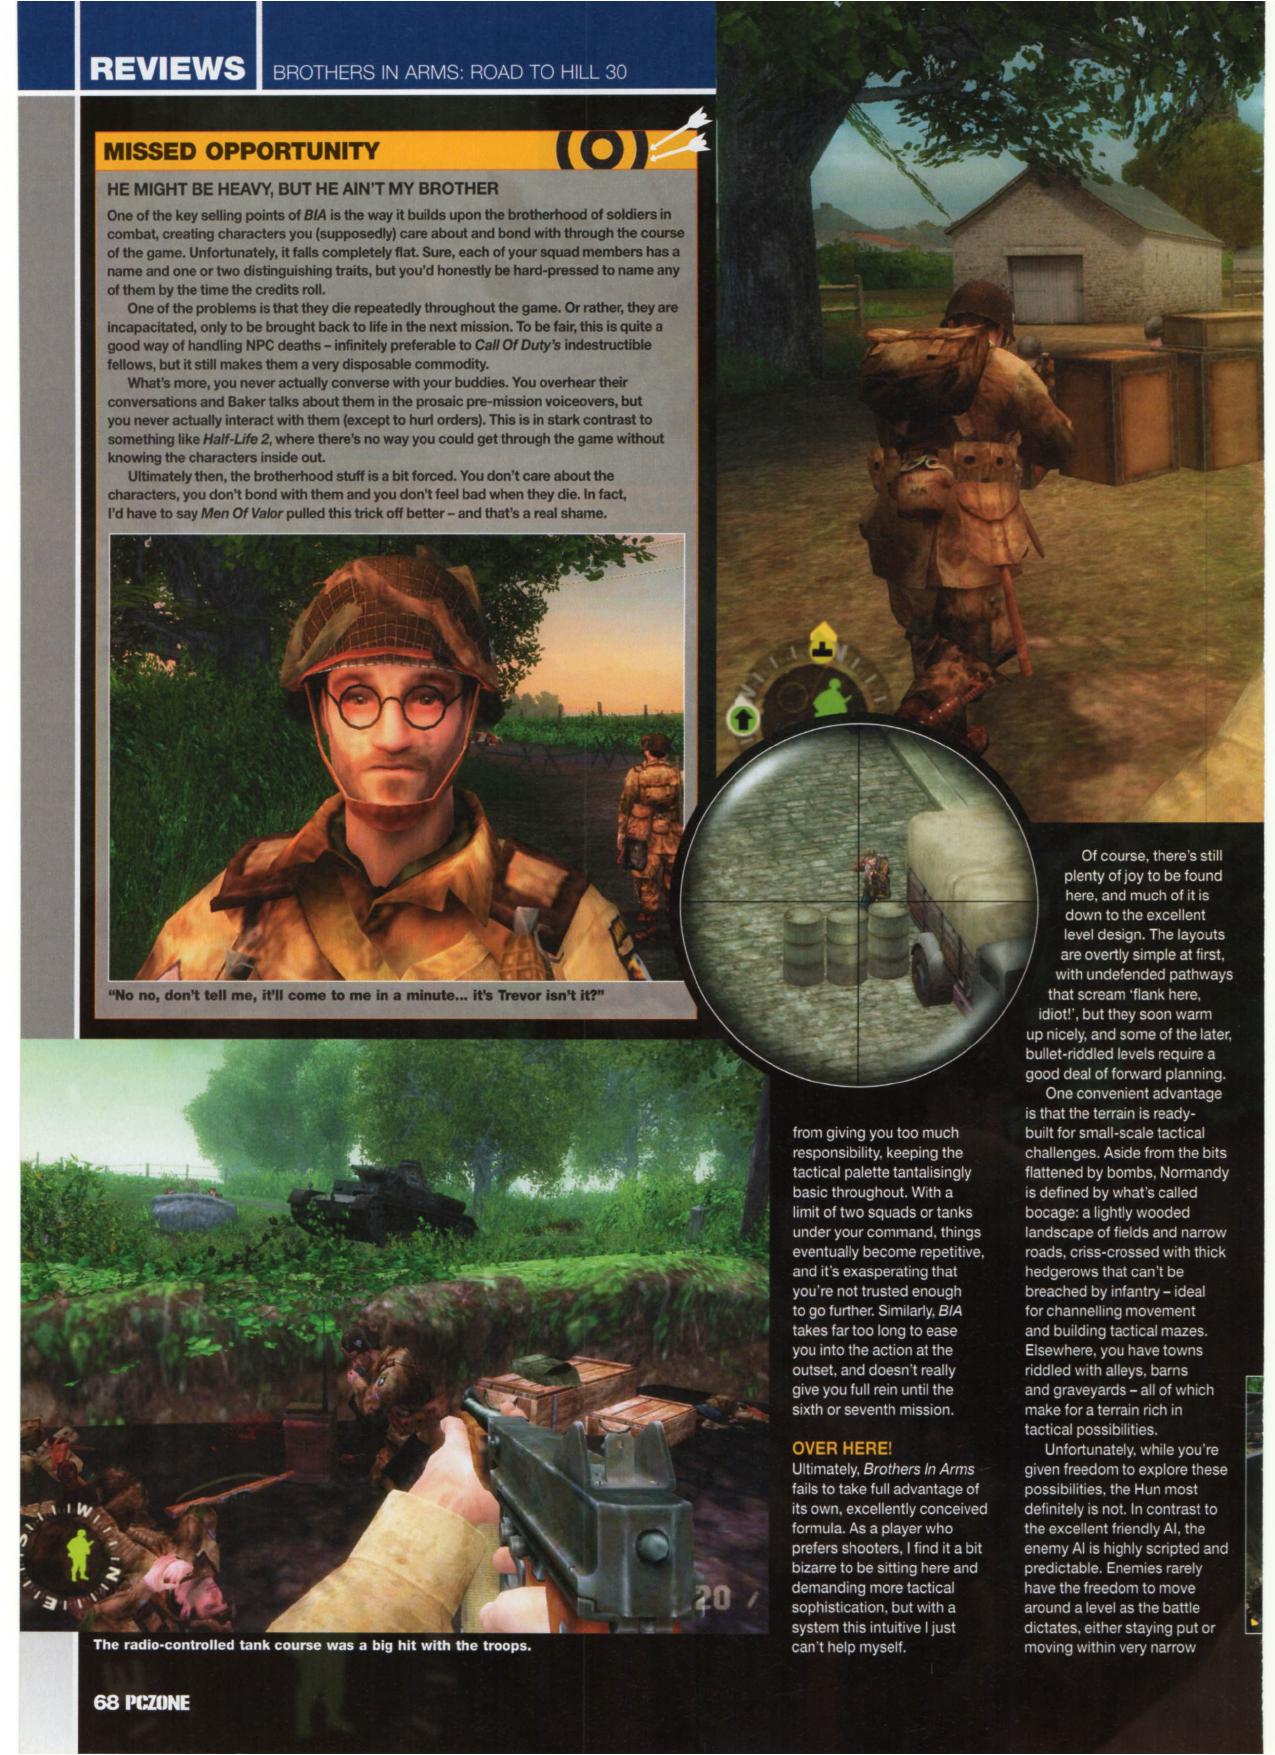 REVIEWS
BROTHERS IN ARMS: ROAD TO HILL 30
MISSED OPPORTUNITY
HE MIGHT BE HEAVY, BUT HE AIN'T MY BROTHER
One of the key selling points of BIA is the way it builds upon the brotherhood of soldiers in
combat, creating characters you (supposedly) care about and bond with through the course
of the game. Unfortunately, it falls completely flat. Sure, each of your squad members has a
name and one or two distinguishing traits, but you'd honestly be hard-pressed to name any
of them by the time the credits roll.
One of the problems is that they die repeatedly throughout the game. Or rather, they are
incapacitated, only to be brought back to life in the next mission. To be fair, this is quite a
good way of handling NPC deaths – infinitely preferable to Call Of Duty's indestructible
fellows, but it still makes them a very disposable commodity.
What's more, you never actually converse with your buddies. You overhear their
conversations and Baker talks about them in the prosaic pre-mission voiceovers, but
you never actually interact with them (except to hurl orders). This is in stark contrast to
something like Half-Life 2, where there's no way you could get through the game without
knowing the characters inside out.
Ultimately then, the brotherhood stuff is a bit forced. You don't care about the
characters, you don't bond with them and you don't feel bad when they die. In fact,
I'd have to say Men Of Valor pulled this trick off better – and that's a real shame.
"No no, don't tell me, it'll come to me in a minute... it's Trevor isn't it?"
The radio-controlled tank course was a big hit with the troops.
20 /
from giving you too much
responsibility, keeping the
tactical palette tantalisingly
basic throughout. With a
limit of two squads or tanks
under your command, things
eventually become repetitive,
and it's exasperating that
you're not trusted enough
to go further. Similarly, BIA
takes far too long to ease
you into the action at the
outset, and doesn't really
give you full rein until the
sixth or seventh mission.
OVER HERE!
Ultimately, Brothers In Arms
fails to take full advantage of
its own, excellently conceived
formula. As a player who
prefers shooters, I find it a bit
bizarre to be sitting here and
demanding more tactical
sophistication, but with a
system this intuitive I just
can't help myself.
Of course, there's still
plenty of joy to be found
here, and much of it is
down to the excellent
level design. The layouts
are overtly simple at first,
with undefended pathways
that scream 'flank here,
idiot!', but they soon warm
up nicely, and some of the later,
bullet-riddled levels require a
good deal of forward planning.
One convenient advantage
is that the terrain is ready-
built for small-scale tactical
challenges. Aside from the bits
flattened by bombs, Normandy
is defined by what's called
bocage: a lightly wooded
landscape of fields and narrow
roads, criss-crossed with thick
hedgerows that can't be
breached by infantry – ideal
for channelling movement
and building tactical mazes.
Elsewhere, you have towns
riddled with alleys, barns
and graveyards – all of which
make for a terrain rich in
tactical possibilities.
Unfortunately, while you're
given freedom to explore these
possibilities, the Hun most
definitely is not. In contrast to
the excellent friendly AI, the
enemy AI is highly scripted and
predictable. Enemies rarely
have the freedom to move
around a level as the battle
dictates, either staying put or
moving within very narrow
68 PCZONE